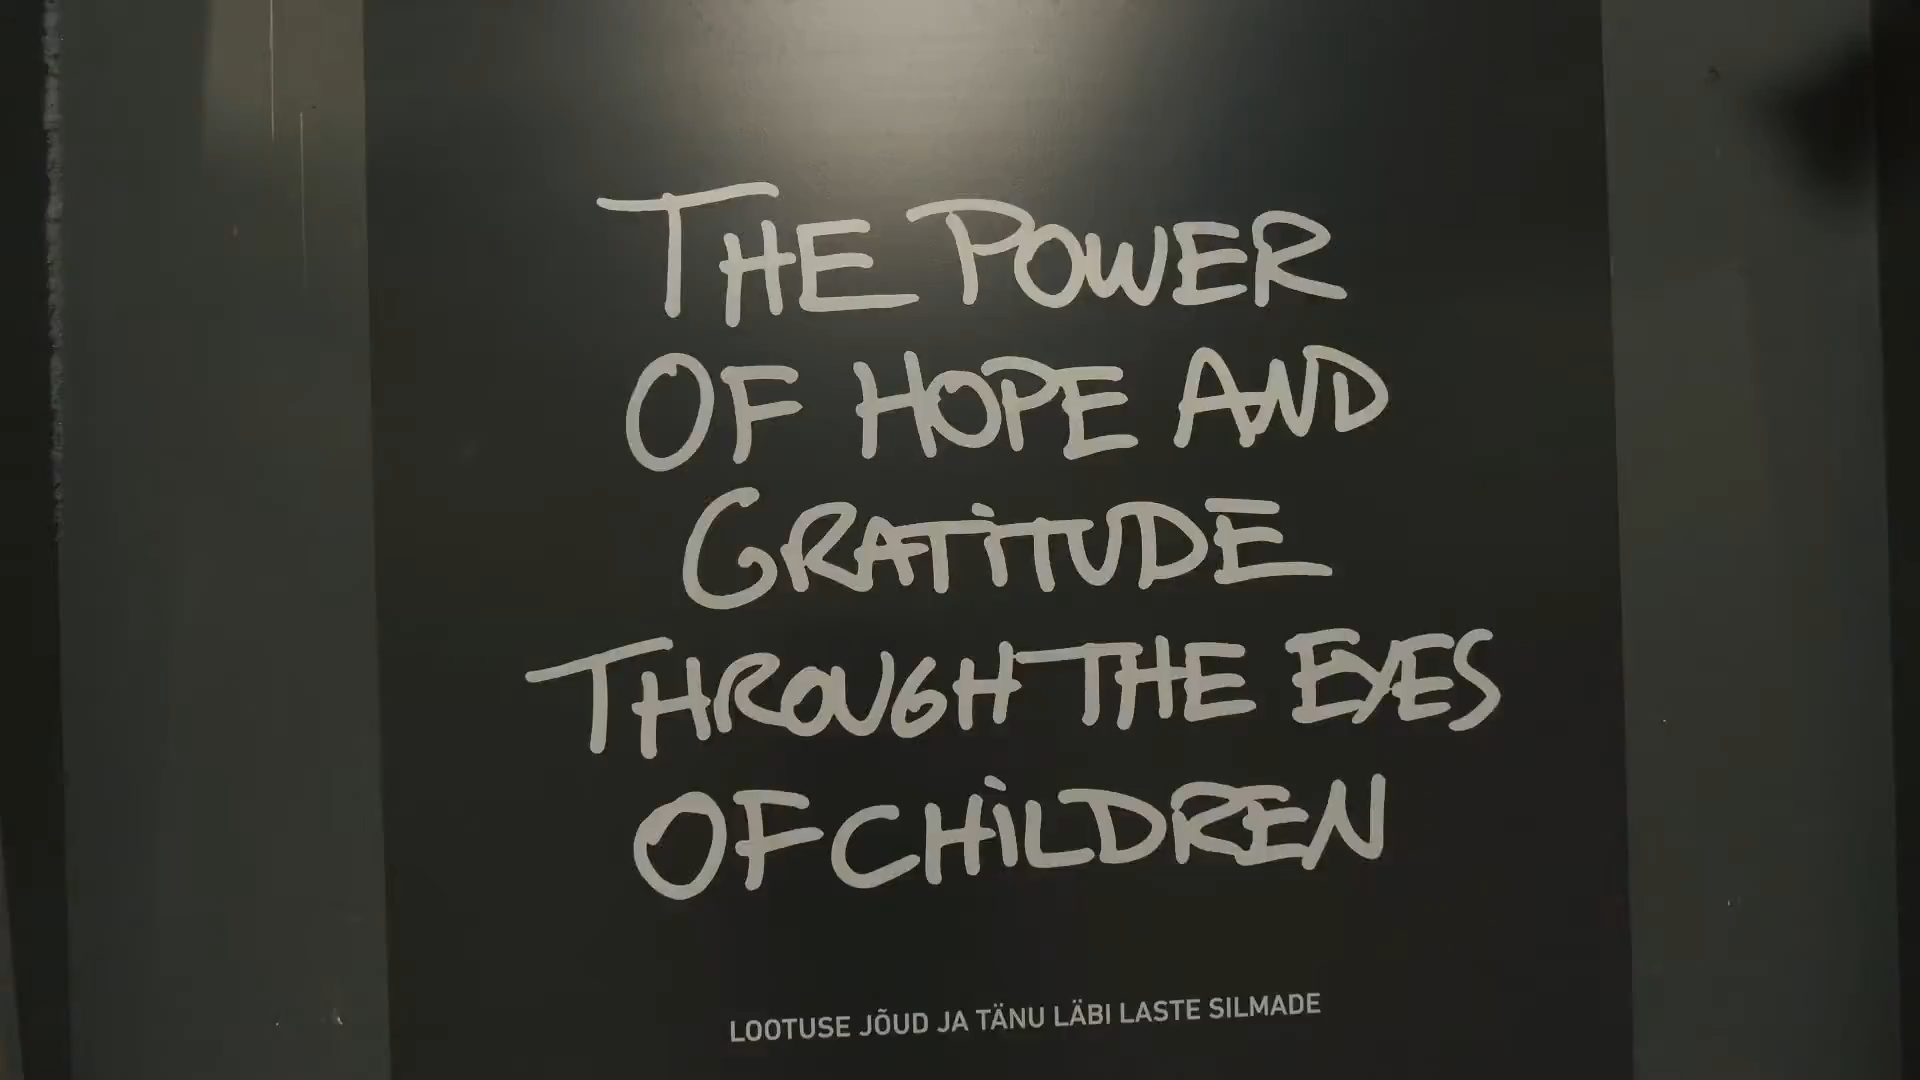 THE POWER
OF HOPE AND
GRATITUDE
THROUGH THE EYES
OF CHILDREN
LOOTUSE JÕUD JA TÄNU LÄBI LASTE SILMADE